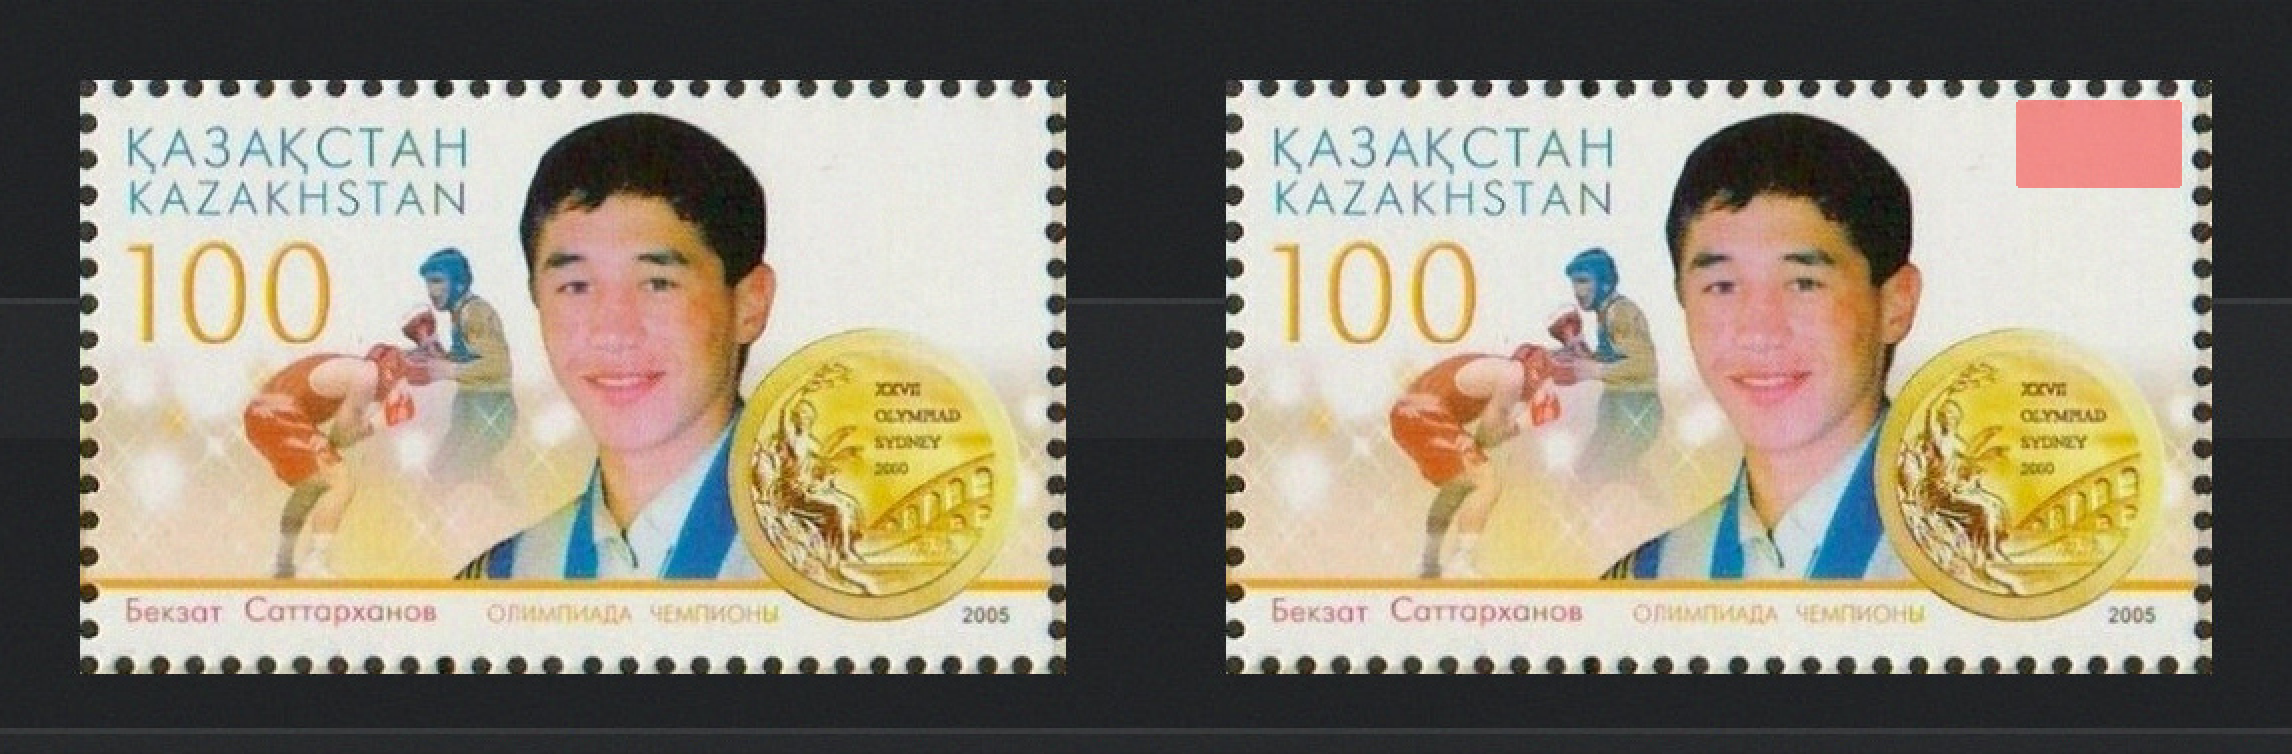 ҚАЗАҚСТАН
KAZAKHSTAN
100
XXVII
OLYMPIAD
SYDNEY
2000
Бекзат Саттарханов ОЛИМПИАДА ЧЕМПИОНЫ 2005
ҚАЗАҚСТАН
KAZAKHSTAN
100
XXVII
OLYMPIAD
SYDNEY
2000
Бекзат Саттарханов ОЛИМПИАДА ЧЕМПИОНЫ 2005